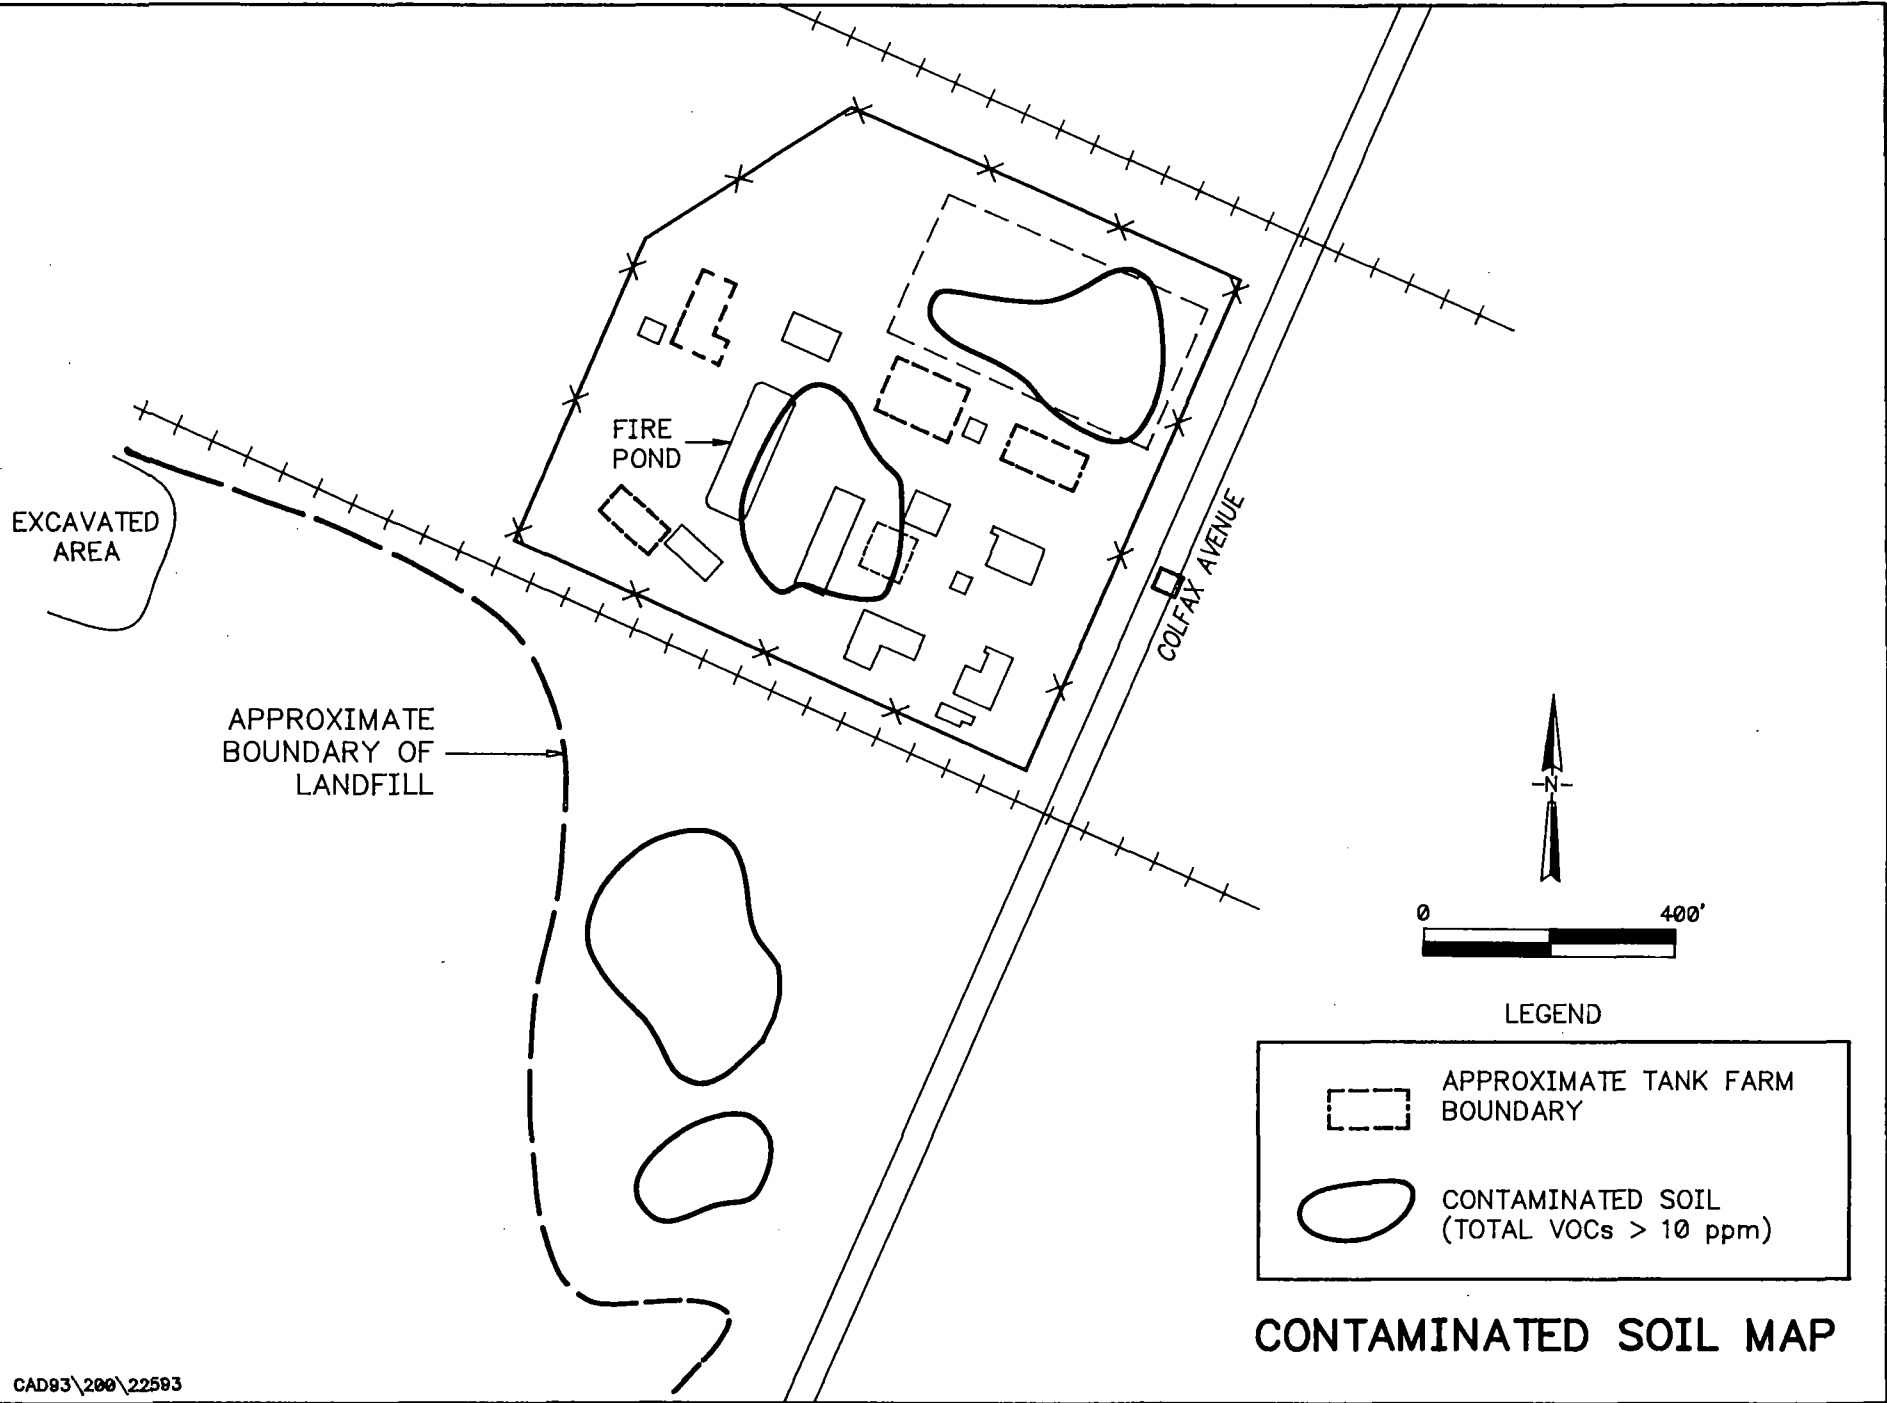 FIRE
POND
EXCAVATED
AREA
COLFAX AVENUE
APPROXIMATE
BOUNDARY OF
LANDFILL
-N-
0 400'
LEGEND
APPROXIMATE TANK FARM
BOUNDARY
CONTAMINATED SOIL
(TOTAL VOCs > 10 ppm)
CONTAMINATED SOIL MAP
CAD93\200\22593